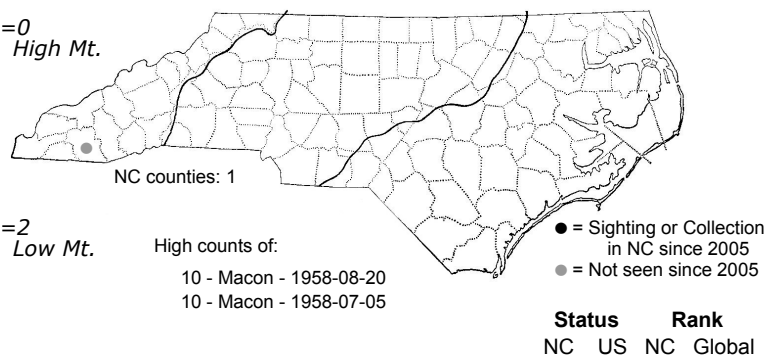 =0
High Mt.
NC counties: 1
=2
Low Mt.
High counts of:
10 - Macon - 1958-08-20
10 - Macon - 1958-07-05
● = Sighting or Collection
in NC since 2005
● = Not seen since 2005
Status Rank
NC US NC Global